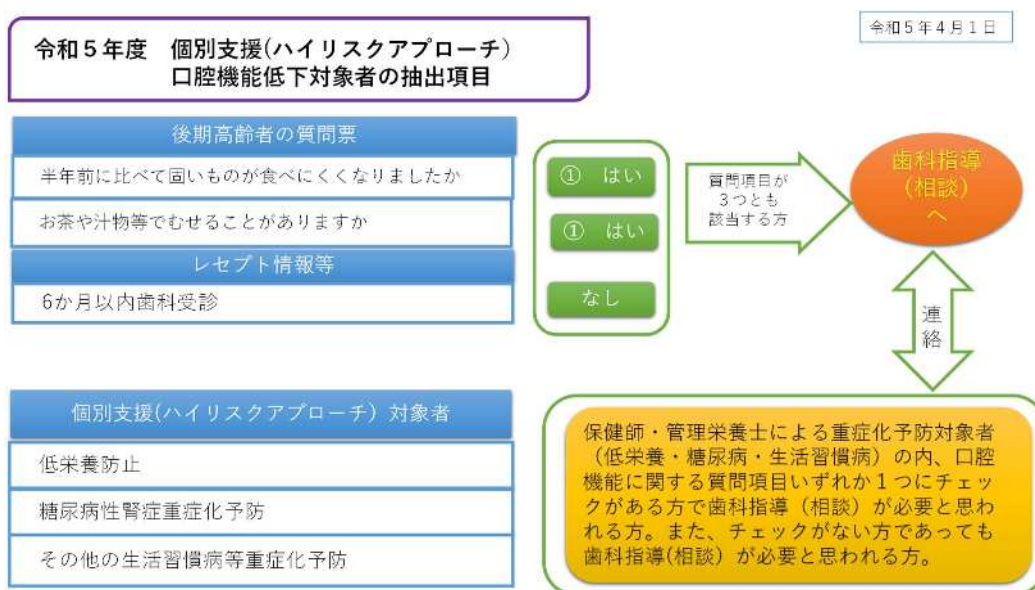 令和5年4月1日
令和５年度　個別支援(ハイリスクアプローチ)
口腔機能低下対象者の抽出項目
後期高齢者の質問票
半年前に比べて固いものが食べにくくなりましたか
お茶や汁物等でむせることがありますか
レセプト情報等
6か月以内歯科受診
①　はい
①　はい
なし
質問項目が
３つとも
該当する方
歯科指導
(相談)
へ
連
絡
個別支援(ハイリスクアプローチ）対象者
低栄養防止
糖尿病性腎症重症化予防
その他の生活習慣病等重症化予防
保健師・管理栄養士による重症化予防対象者
（低栄養・糖尿病・生活習慣病）の内、口腔
機能に関する質問項目いずれか１つにチェッ
クがある方で歯科指導（相談）が必要と思わ
れる方。また、チェックがない方であっても
歯科指導(相談）が必要と思われる方。